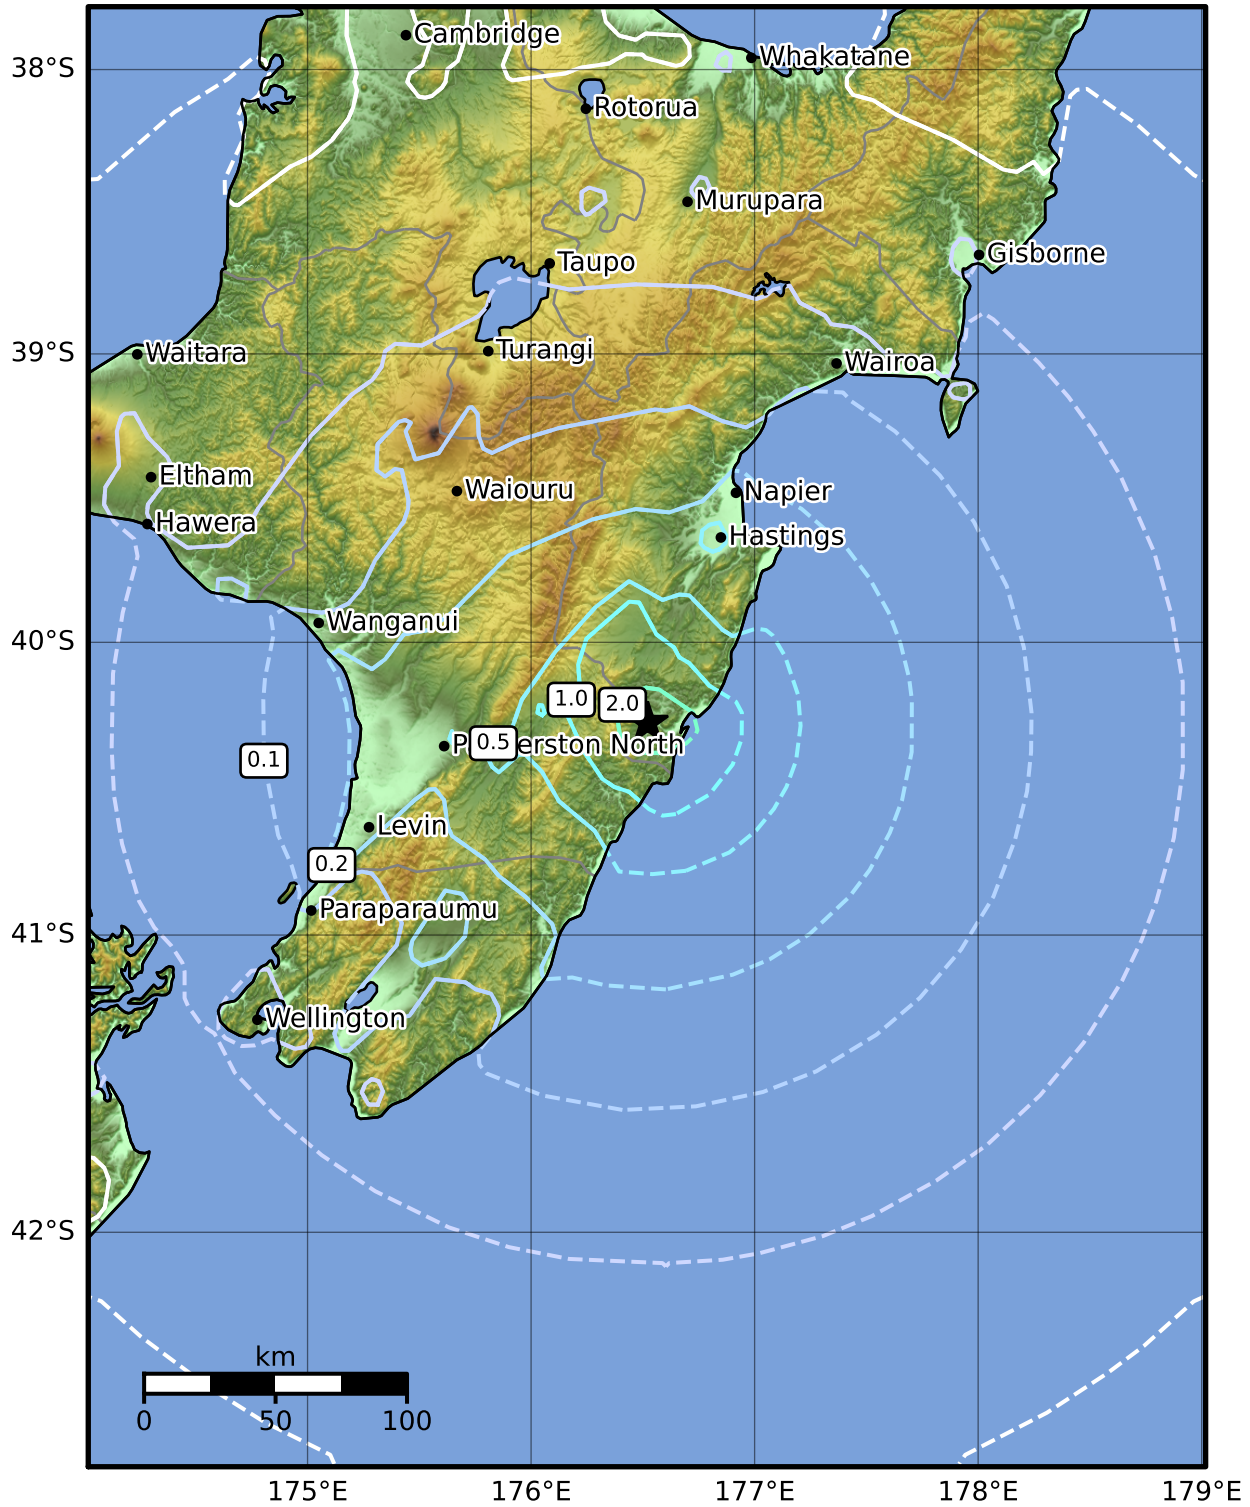 Cambridge
Whakatane
38°S
Rotorua
Murupara
Gisborne
Taupo
Waitara
39°S
Turangi
Wairoa
Eltham
Waiouru
Napier
Hawera
Hastings
Wanganui
40°S
1.0
2.0
0.5
P erston North
0.1
Levin
0.2
Paraparaumu
41°S
Wellington
42°S
km
0 50 100
175°E 176°E 177°E 178°E 179°E